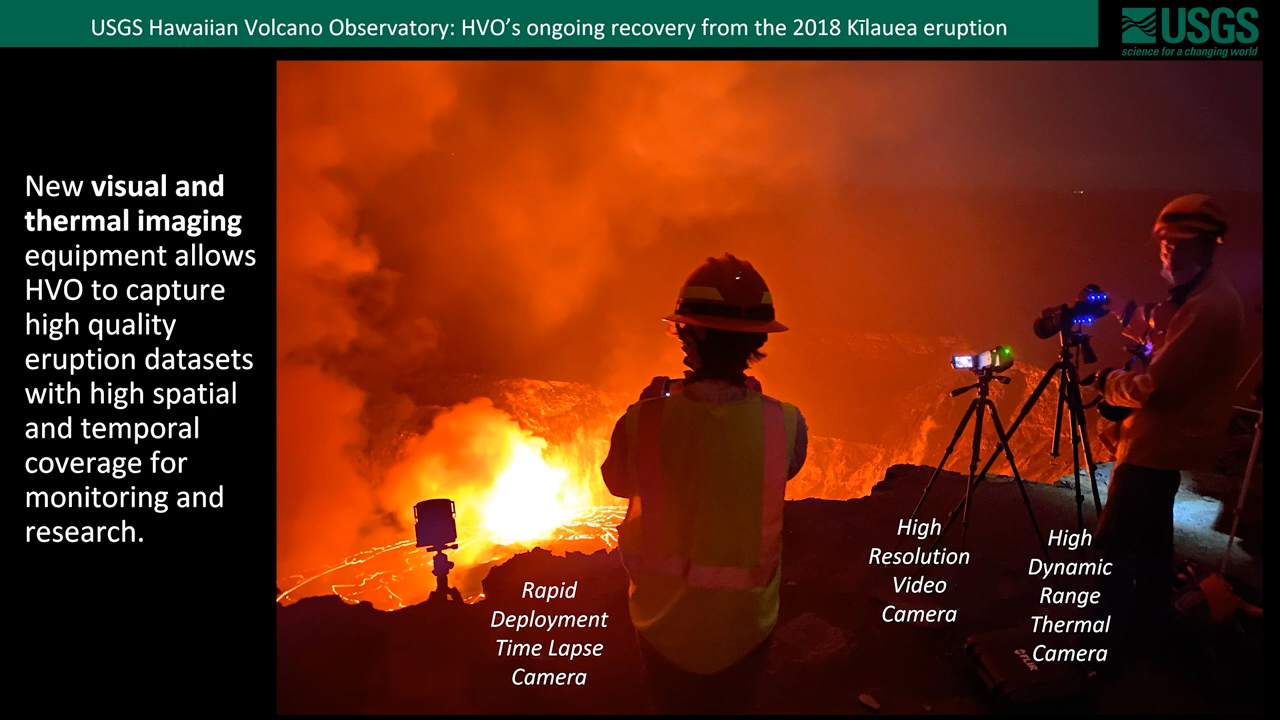 USGS Hawaiian Volcano Observatory: HVO’s ongoing recovery from the 2018 Kīlauea eruption
USGS
science for a changing world
New visual and
thermal imaging
equipment allows
HVO to capture
high quality
eruption datasets
with high spatial
and temporal
coverage for
monitoring and
research.
Rapid
Deployment
Time Lapse
Camera
High
Resolution
Video
Camera
High
Dynamic
Range
Thermal
Camera
FLIR